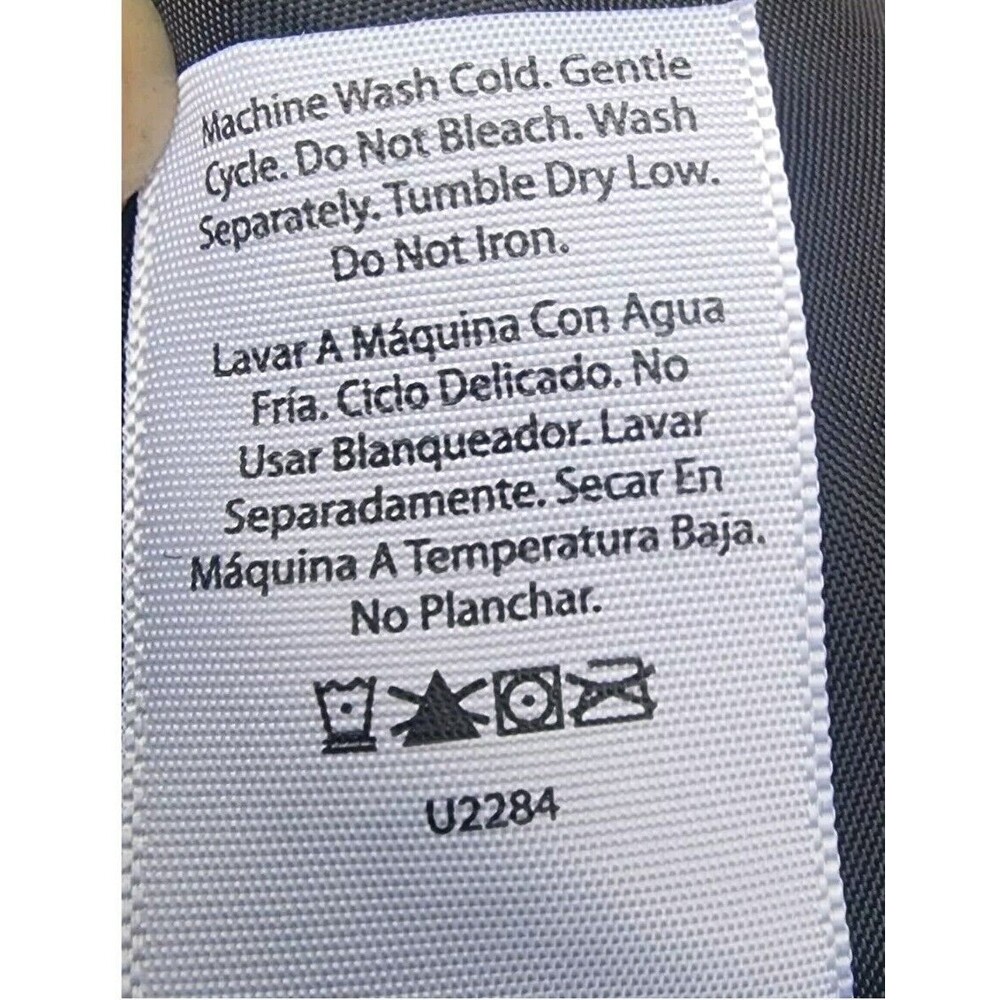 Machine Wash Cold. Gentle
Cycle. Do Not Bleach. Wash
Separately. Tumble Dry Low.
Do Not Iron.
Lavar A Máquina Con Agua
Fría. Ciclo Delicado. No
Usar Blanqueador. Lavar
Separadamente. Secar En
Máquina A Temperatura Baja.
No Planchar.
U2284